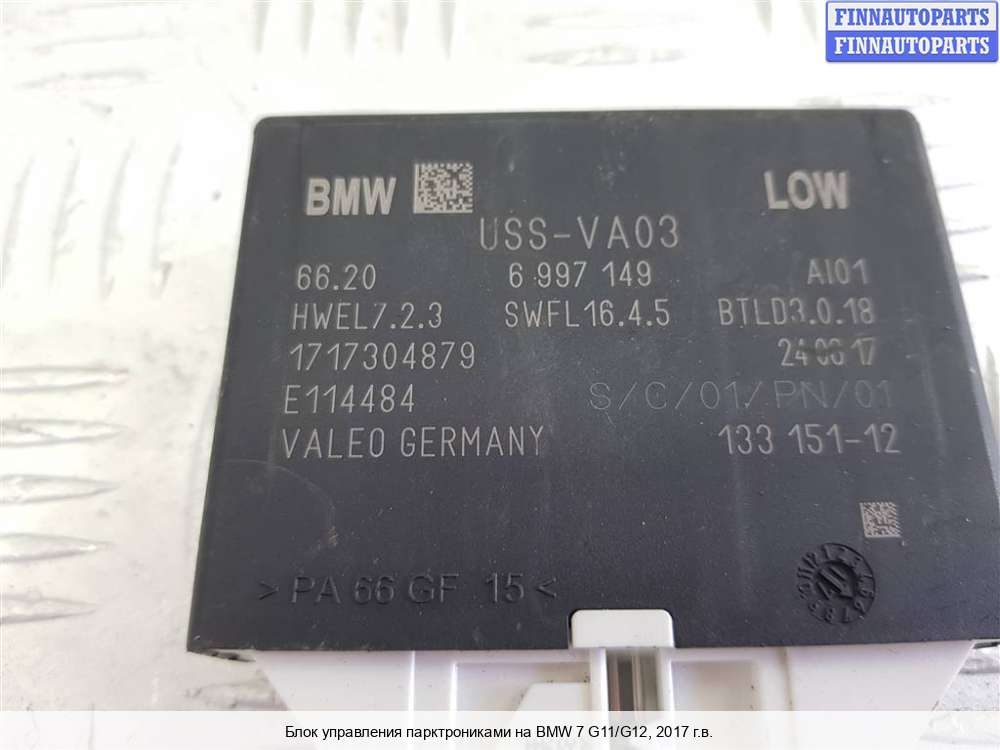 FINNAUTOPARTS
FINNAUTOPARTS
BMW LOW
USS-VA03
66.20 6 997 149 AI01
HWEL7.2.3 SWFL16.4.5 BTLD3.0.18
1717304879 24 06 17
E114484 S/C/01/PN/01
VALEO GERMANY 133 151-12
>PA 66 GF 15<
Блок управления парктрониками на BMW 7 G11/G12, 2017 г.в.